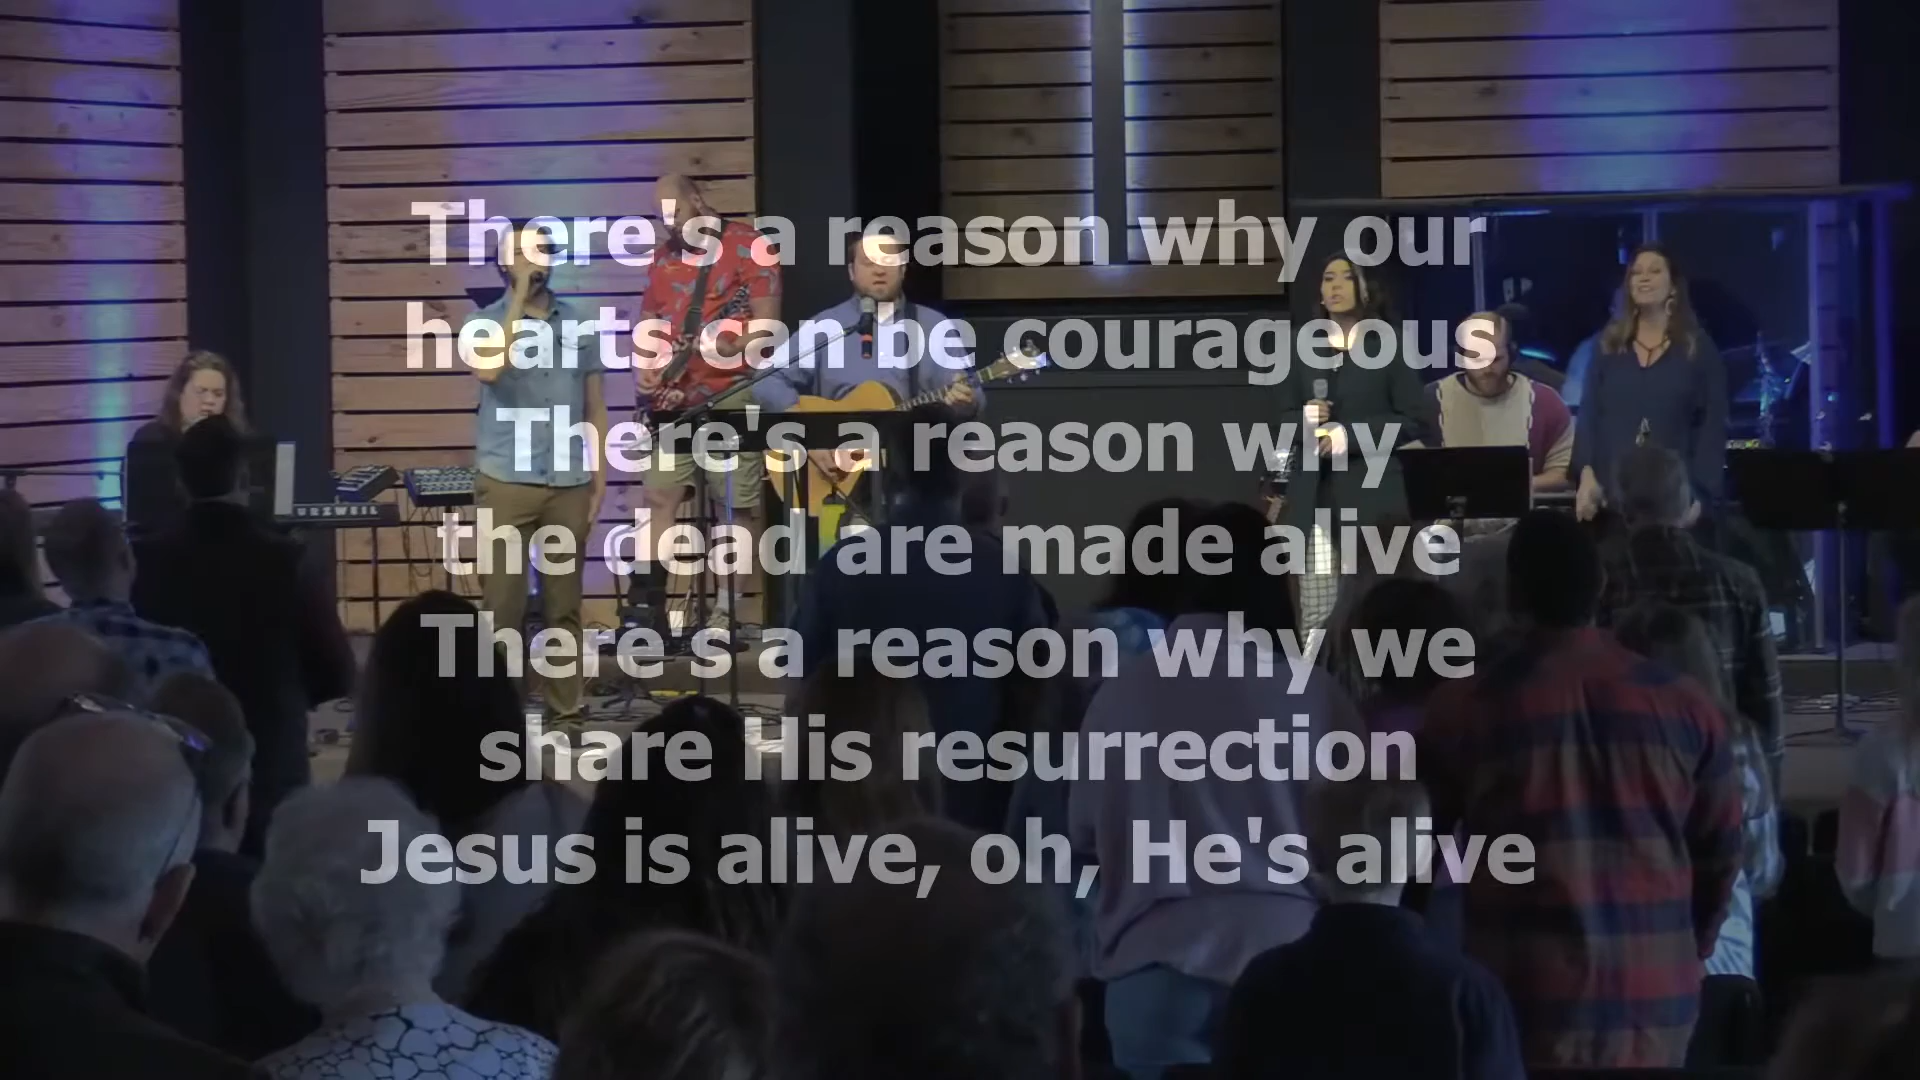 There's a reason why our
hearts can be courageous
There's a reason why
the dead are made alive
There's a reason why we
share His resurrection
Jesus is alive, oh, He's alive
URZWEIL